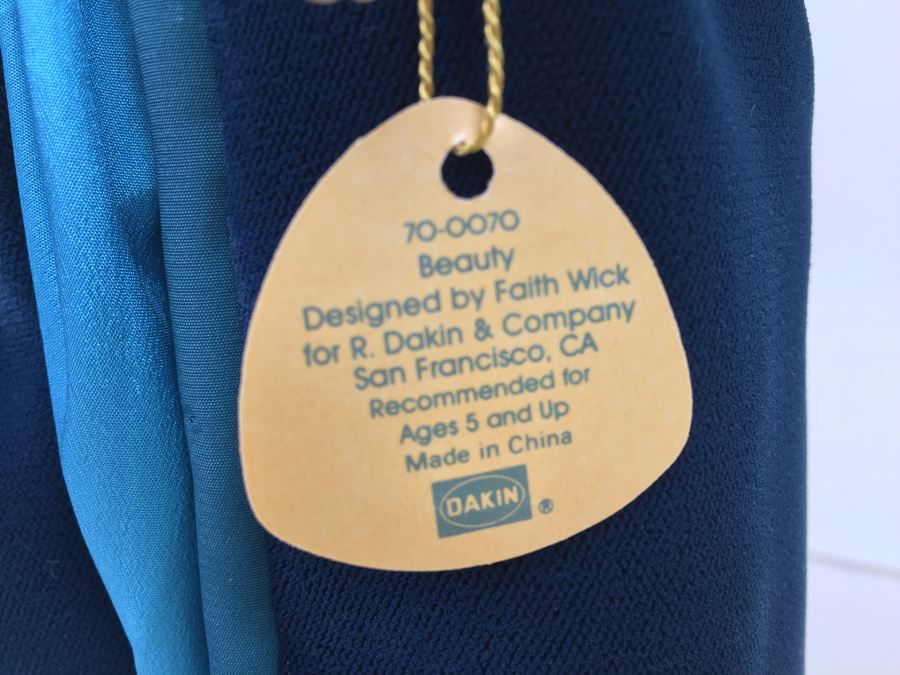 70-0070
Beauty
Designed by Faith Wick
for R. Dakin & Company
San Francisco, CA
Recommended for
Ages 5 and Up
Made in China
DAKIN ®